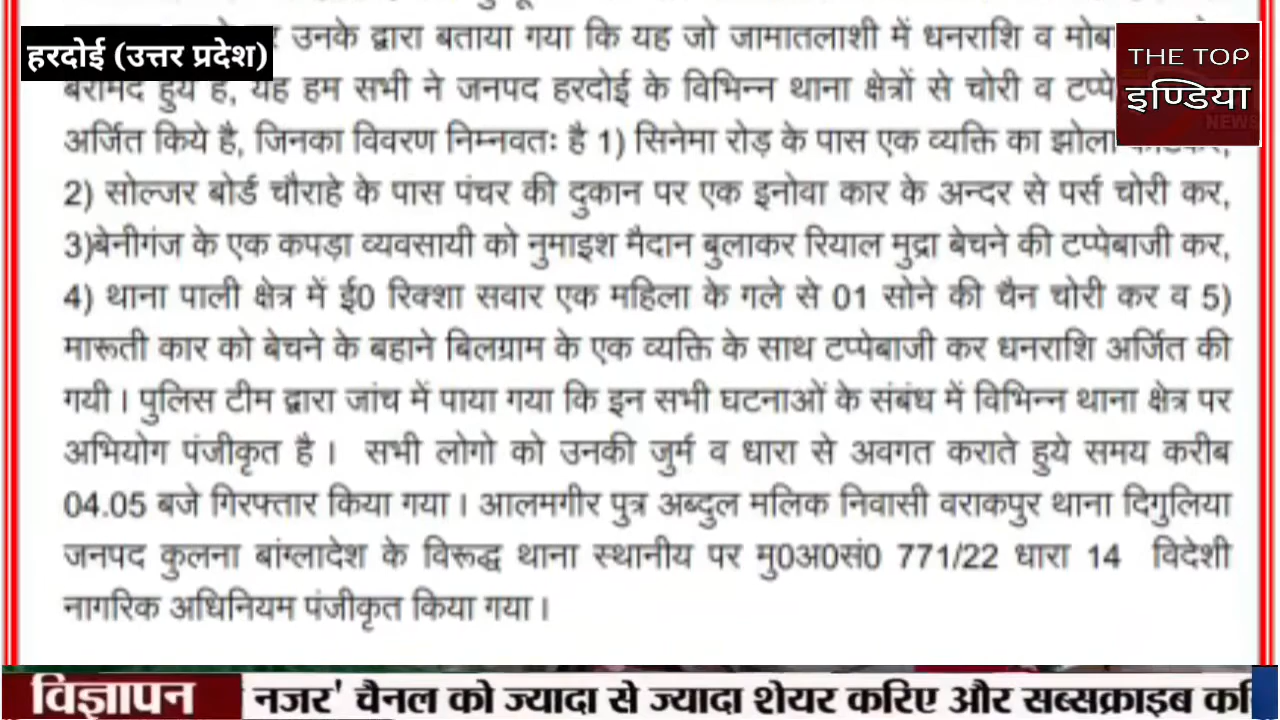 हरदोई (उत्तर प्रदेश)
THE TOP
इण्डिया
NEWS
उनके द्वारा बताया गया कि यह जो जामातलाशी में धनराशि व
बरामद हुये है, यह हम सभी ने जनपद हरदोई के विभिन्न थाना क्षेत्रों से चोरी व
अर्जित किये है, जिनका विवरण निम्नवतः है 1) सिनेमा रोड़ के पास एक व्यक्ति का झोला
2) सोल्जर बोर्ड चौराहे के पास पंचर की दुकान पर एक इनोवा कार के अन्दर से पर्स चोरी कर,
3)बेनीगंज के एक कपड़ा व्यवसायी को नुमाइश मैदान बुलाकर रियाल मुद्रा बेचने की टप्पेबाजी कर,
4) थाना पाली क्षेत्र में ई0 रिक्शा सवार एक महिला के गले से 01 सोने की चैन चोरी कर व 5)
मारूती कार को बेचने के बहाने बिलग्राम के एक व्यक्ति के साथ टप्पेबाजी कर धनराशि अर्जित की
गयी । पुलिस टीम द्वारा जांच में पाया गया कि इन सभी घटनाओं के संबंध में विभिन्न थाना क्षेत्र पर
अभियोग पंजीकृत है । सभी लोगो को उनकी जुर्म व धारा से अवगत कराते हुये समय करीब
04.05 बजे गिरफ्तार किया गया । आलमगीर पुत्र अब्दुल मलिक निवासी वराकपुर थाना दिगुलिया
जनपद कुलना बांग्लादेश के विरूद्ध थाना स्थानीय पर मु0अ0सं0 771/22 धारा 14 विदेशी
नागरिक अधिनियम पंजीकृत किया गया ।
विज्ञापन नजर' चैनल को ज्यादा से ज्यादा शेयर करिए और सब्सक्राइब